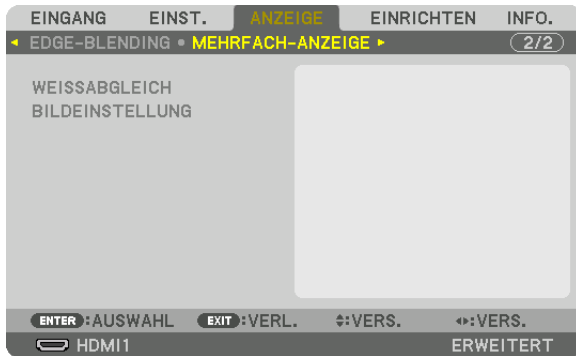 EINGANG EINST. ANZEIGE EINRICHTEN INFO.
EDGE-BLENDING • MEHRFACH-ANZEIGE 2/2
WEISSABGLEICH
BILDEINSTELLUNG
ENTER :AUSWAHL EXIT :VERL. :VERS. :VERS.
HDMI1 ERWEITERT